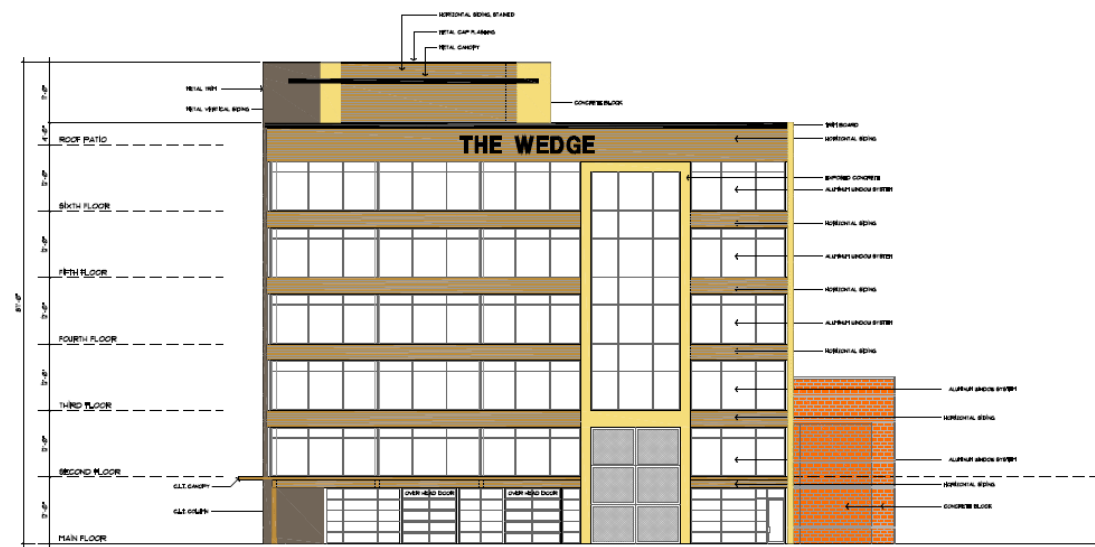 HORIZONTAL SIDING, STAINED
METAL CAP FLASHING
METAL CANOPY
METAL TRIM
METAL VERTICAL SIDING
CONCRETE BLOCK
TRIM BOARD
ROOF PATIO
THE WEDGE
HORIZONTAL SIDING
EXPOSED CONCRETE
ALUMINUM WINDOW SYSTEM
SIXTH FLOOR
HORIZONTAL SIDING
ALUMINUM WINDOW SYSTEM
FIFTH FLOOR
HORIZONTAL SIDING
ALUMINUM WINDOW SYSTEM
FOURTH FLOOR
HORIZONTAL SIDING
ALUMINUM WINDOW SYSTEM
THIRD FLOOR
HORIZONTAL SIDING
ALUMINUM WINDOW SYSTEM
SECOND FLOOR
C.L.T. CANOPY
HORIZONTAL SIDING
OVER HEAD DOOR
OVER HEAD DOOR
CONCRETE BLOCK
C.L.T. COLUMN
MAIN FLOOR